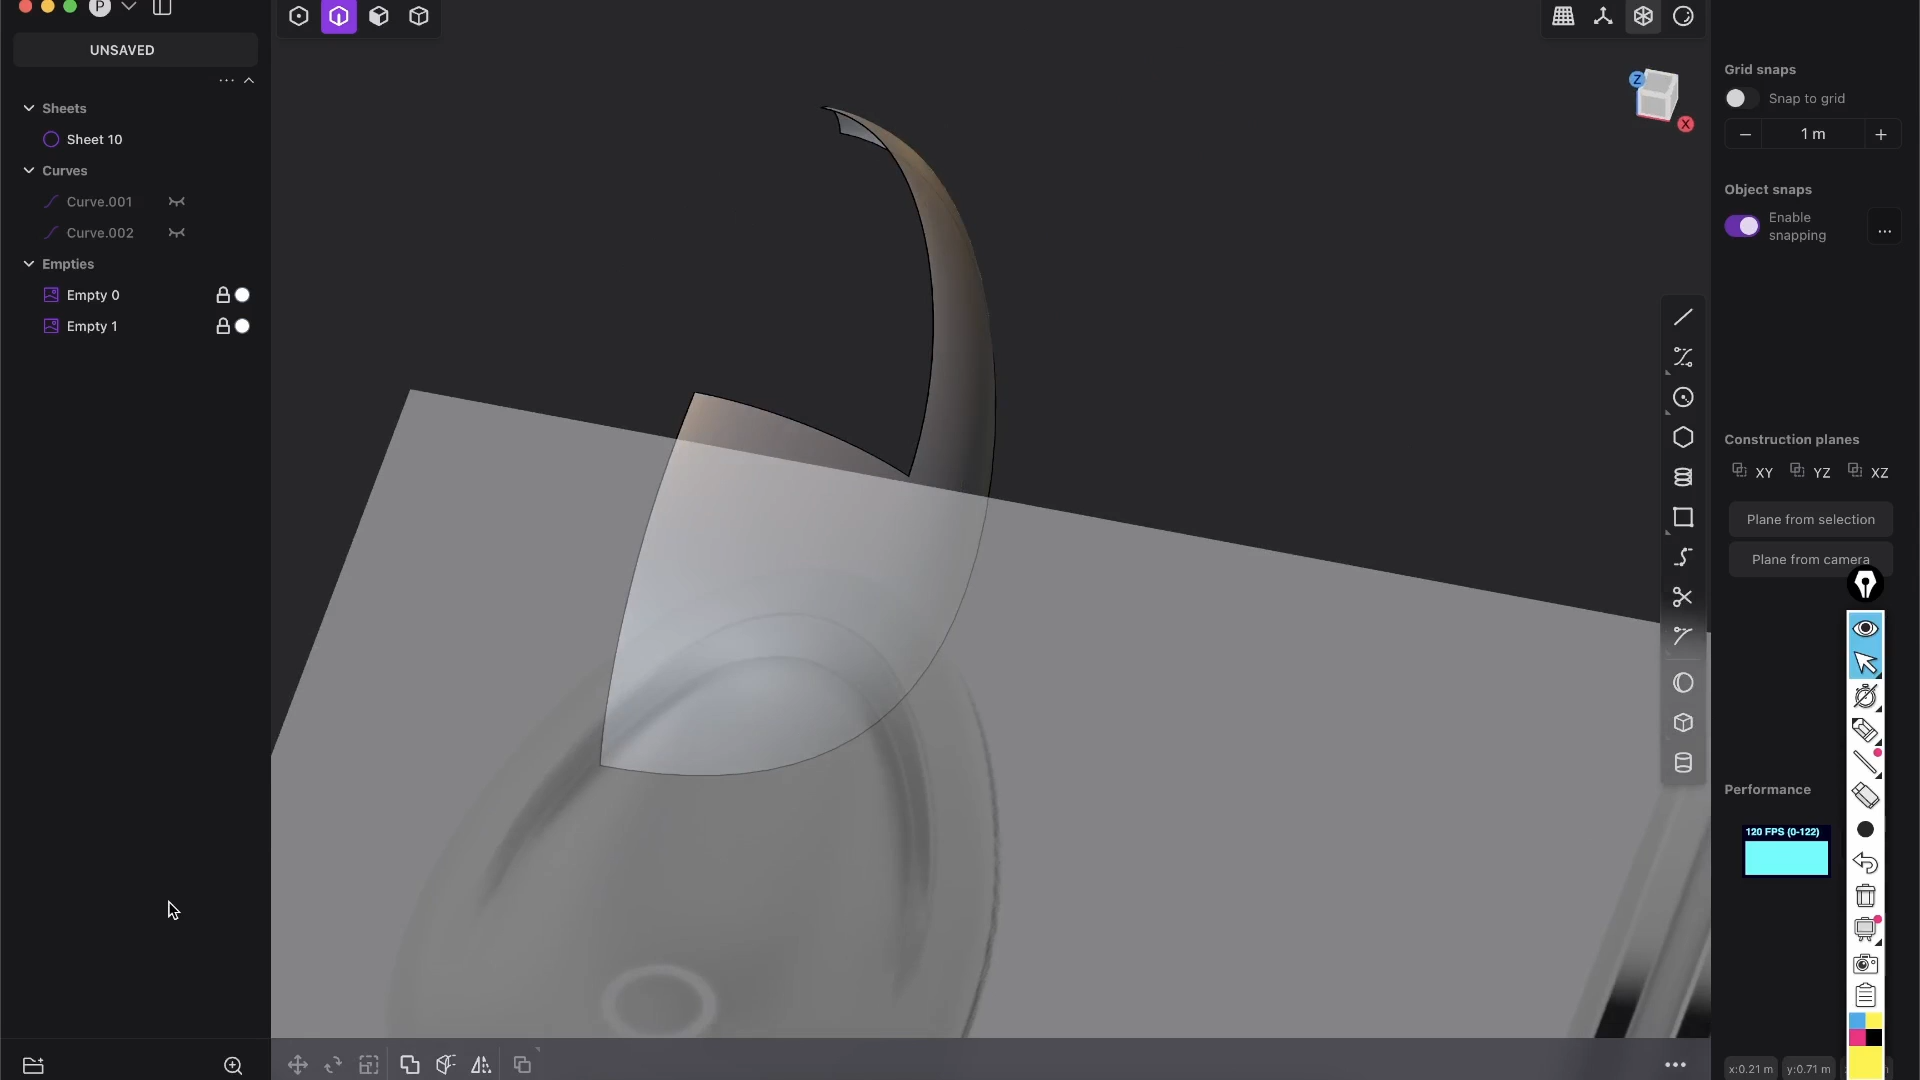 P
UNSAVED
Sheets
Sheet 10
Curves
Curve.001
Curve.002
Empties
Empty 0
Empty 1
Z
X
Grid snaps
Snap to grid
1 m
Object snaps
Enable
snapping
Construction planes
XY YZ XZ
Plane from selection
Plane from camera
Performance
120 FPS (0-122)
x:0.21 m y:0.71 m